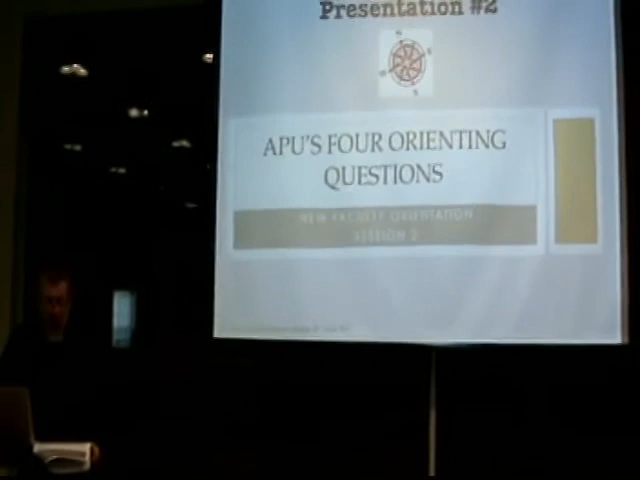 Presentation #2
APU'S FOUR ORIENTING
QUESTIONS
NEW FACULTY ORIENTATION
SESSION 2